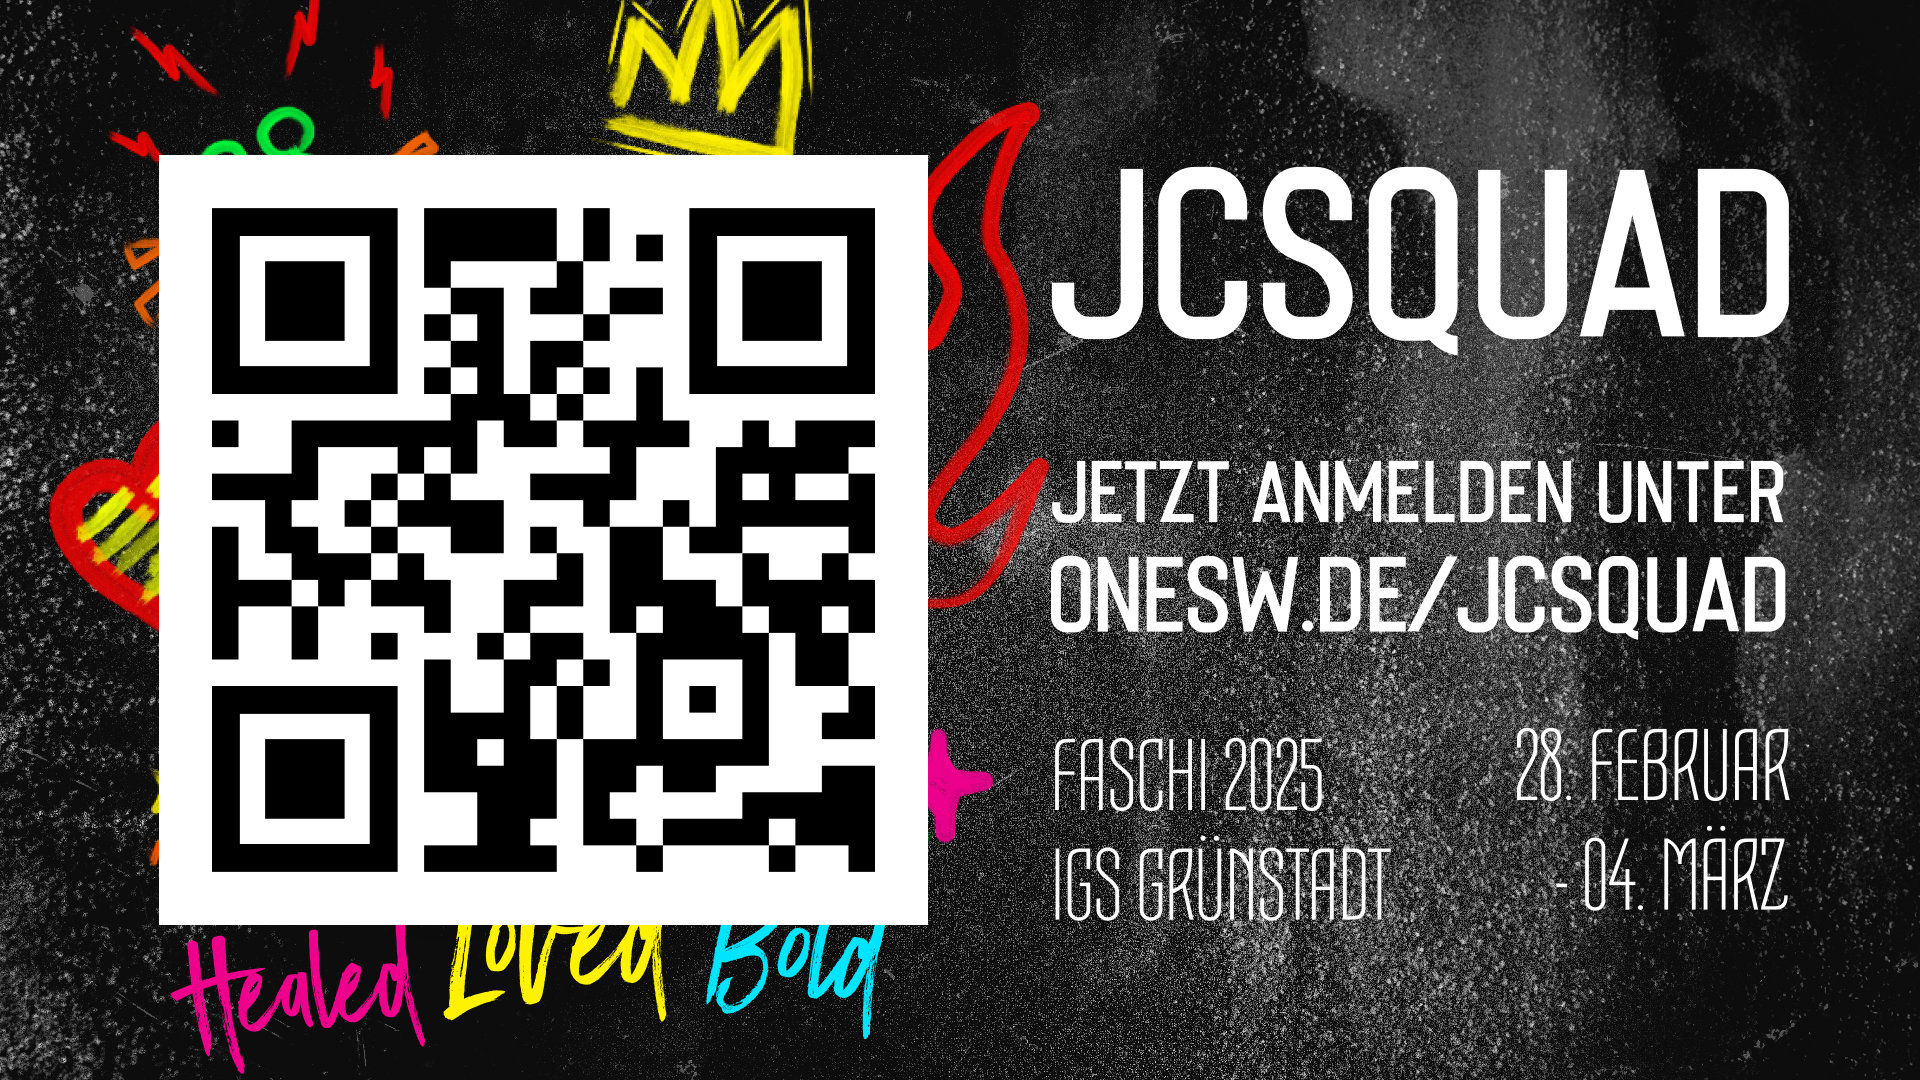 JCSQUAD
JETZT ANMELDEN UNTER
ONESW.DE/JCSQUAD
FASCHI 2025
IGS GRÜNSTADT
28. FEBRUAR
- 04. MÄRZ
Healed Loved Bold